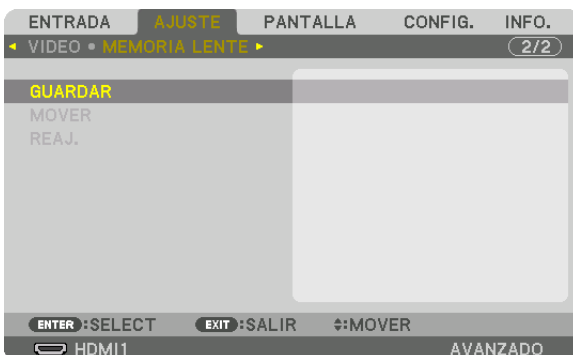 ENTRADA AJUSTE PANTALLA CONFIG. INFO.
VIDEO • MEMORIA LENTE 2/2
GUARDAR
MOVER
REAJ.
ENTER :SELECT EXIT :SALIR :MOVER
HDMI1 AVANZADO